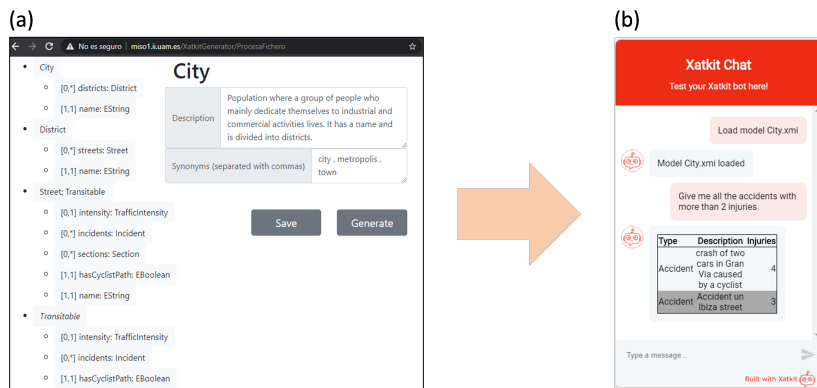 (a)
(b)
No es seguro | miso1.ii.uam.es/XatkitGenerator/ProcesaFichero
City
[0,*] districts: District
[1,1] name: EString
District
[0,*] streets: Street
[1,1] name: EString
Street: Transitable
[0,1] intensity: TrafficIntensity
[0,*] incidents: Incident
[0,*] sections: Section
[1,1] hasCyclistPath: EBoolean
[1,1] name: EString
Transitable
[0,1] intensity: TrafficIntensity
[0,*] incidents: Incident
[1,1] hasCyclistPath: EBoolean
City
Description
Population where a group of people who
mainly dedicate themselves to industrial and
commercial activities lives. It has a name and
is divided into districts.
Synonyms (separated with commas)
city , metropolis ,
town
Save
Generate
Xatkit Chat
Test your Xatkit bot here!
Load model City.xmi
Model City.xmi loaded
Give me all the accidents with
more than 2 injuries
Type Description Injuries
crash of two
cars in Gran
Accident Via caused 4
by a cyclist
Accident Accident un 3
Ibiza street
Type a message...
Built with Xatkit